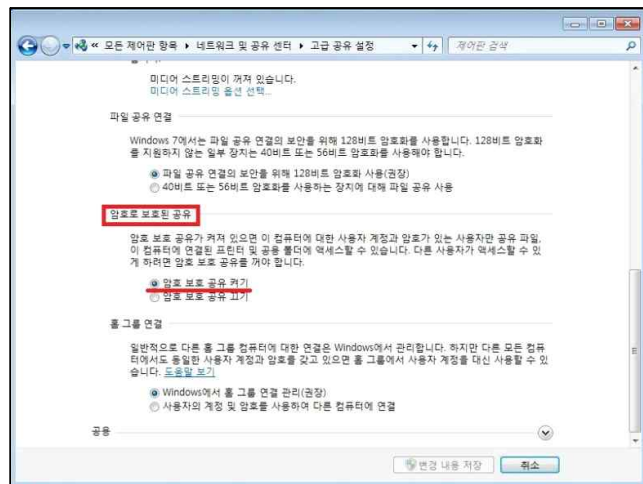 « 모든 제어판 항목 ▸ 네트워크 및 공유 센터 ▸ 고급 공유 설정
제어판 검색
미디어 스트리밍이 꺼져 있습니다.
미디어 스트리밍 옵션 선택...
파일 공유 연결
Windows 7에서는 파일 공유 연결의 보안을 위해 128비트 암호화를 사용합니다. 128비트 암호화
를 지원하지 않는 일부 장치는 40비트 또는 56비트 암호화를 사용해야 합니다.
파일 공유 연결의 보안을 위해 128비트 암호화 사용(권장)
40비트 또는 56비트 암호화를 사용하는 장치에 대해 파일 공유 사용
암호로 보호된 공유
암호 보호 공유가 켜져 있으면 이 컴퓨터에 대한 사용자 계정과 암호가 있는 사용자만 공유 파일,
이 컴퓨터에 연결된 프린터 및 공용 폴더에 액세스할 수 있습니다. 다른 사용자가 액세스할 수 있
게 하려면 암호 보호 공유를 꺼야 합니다.
암호 보호 공유 켜기
암호 보호 공유 끄기
홈 그룹 연결
일반적으로 다른 홈 그룹 컴퓨터에 대한 연결은 Windows에서 관리합니다. 하지만 다른 모든 컴퓨
터에서도 동일한 사용자 계정과 암호를 갖고 있으면 홈 그룹에서 사용자 계정을 대신 사용할 수 있
습니다. 도움말 보기
Windows에서 홈 그룹 연결 관리(권장)
사용자의 계정 및 암호를 사용하여 다른 컴퓨터에 연결
공용
변경 내용 저장
취소